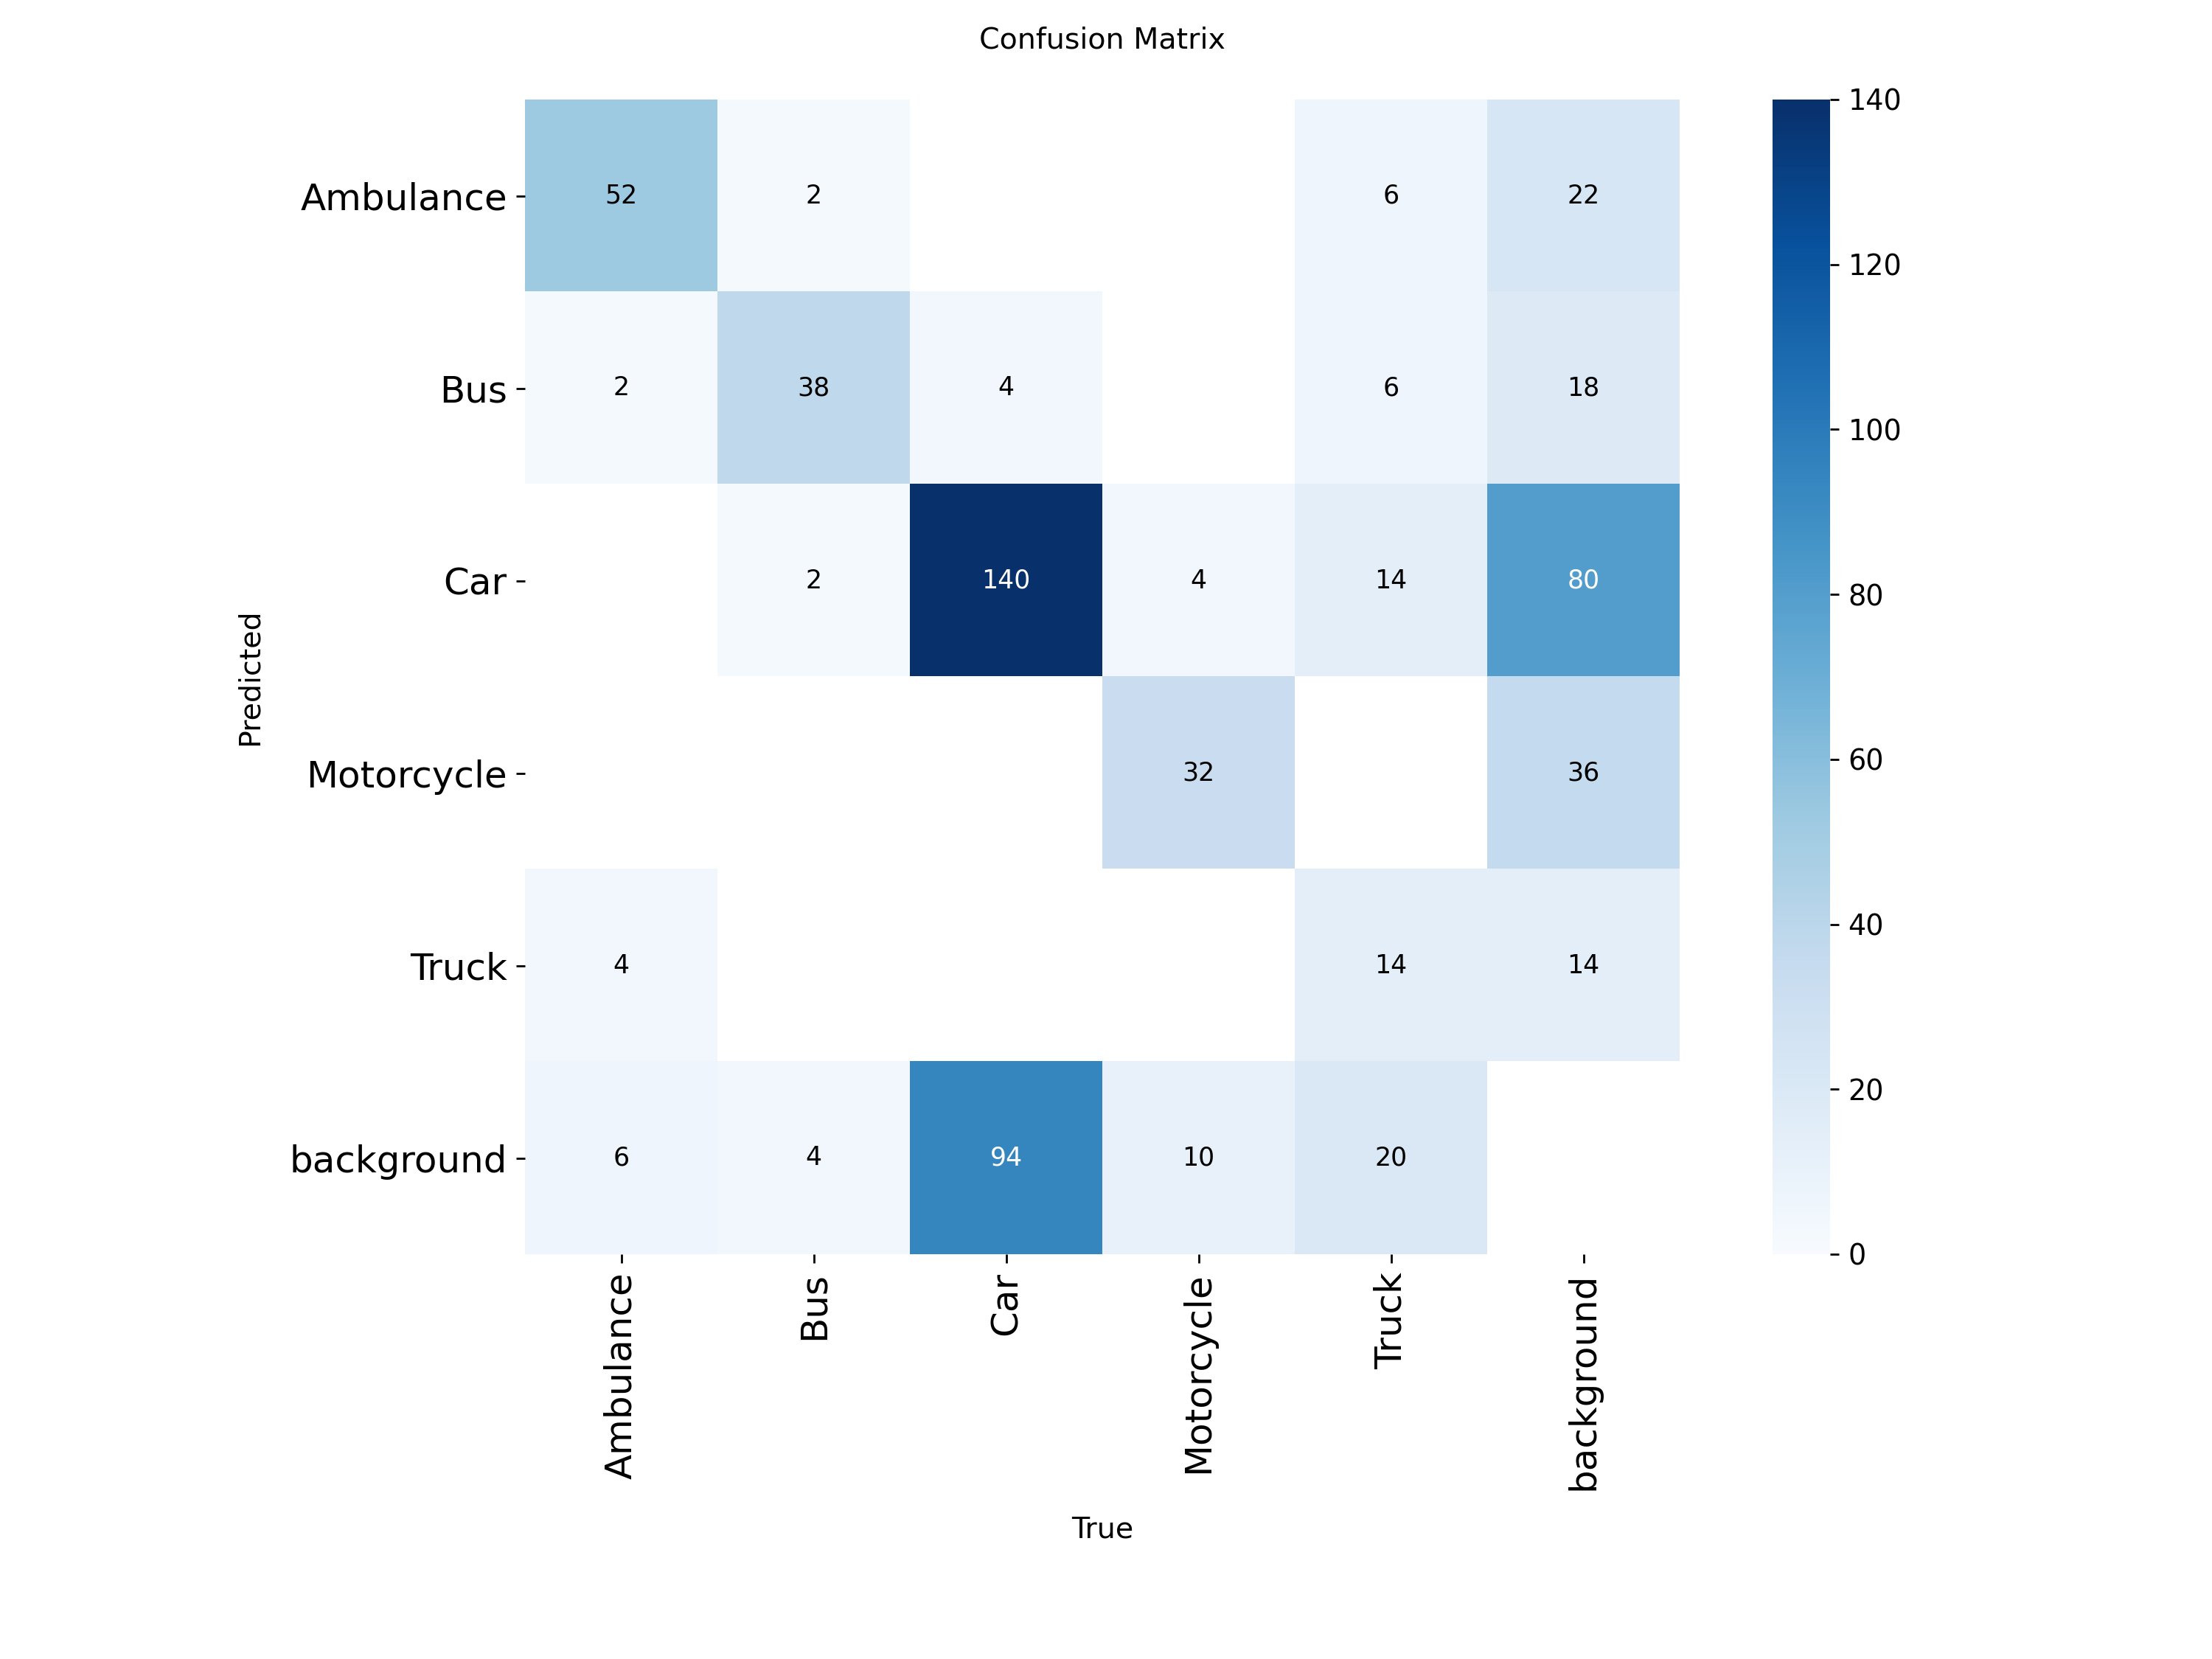 Confusion Matrix
Predicted
Ambulance 52 2 6 22
Bus 2 38 4 6 18
Car 2 140 4 14 80
Motorcycle 32 36
Truck 4 14 14
background 6 4 94 10 20
Ambulance Bus Car Motorcycle Truck background
True
140
120
100
80
60
40
20
0